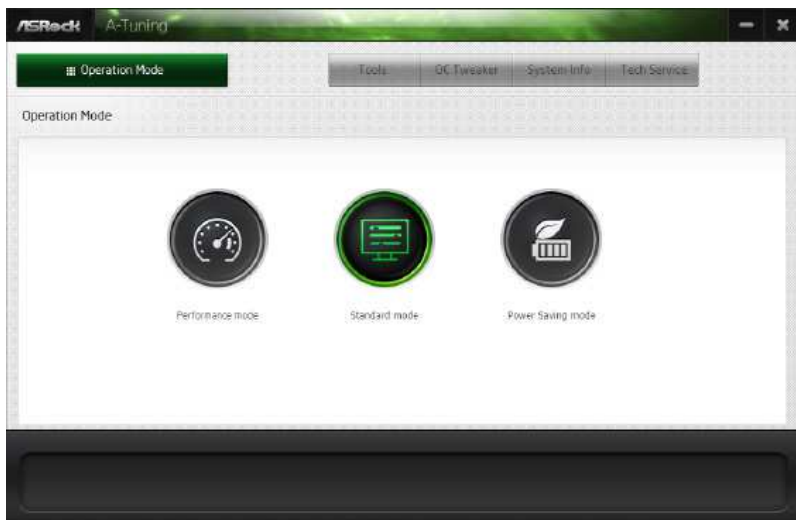 ASRock A-Tuning
Operation Mode Tools OC Tweaker System Info Tech Service
Operation Mode
Performance mode Standard mode Power Saving mode